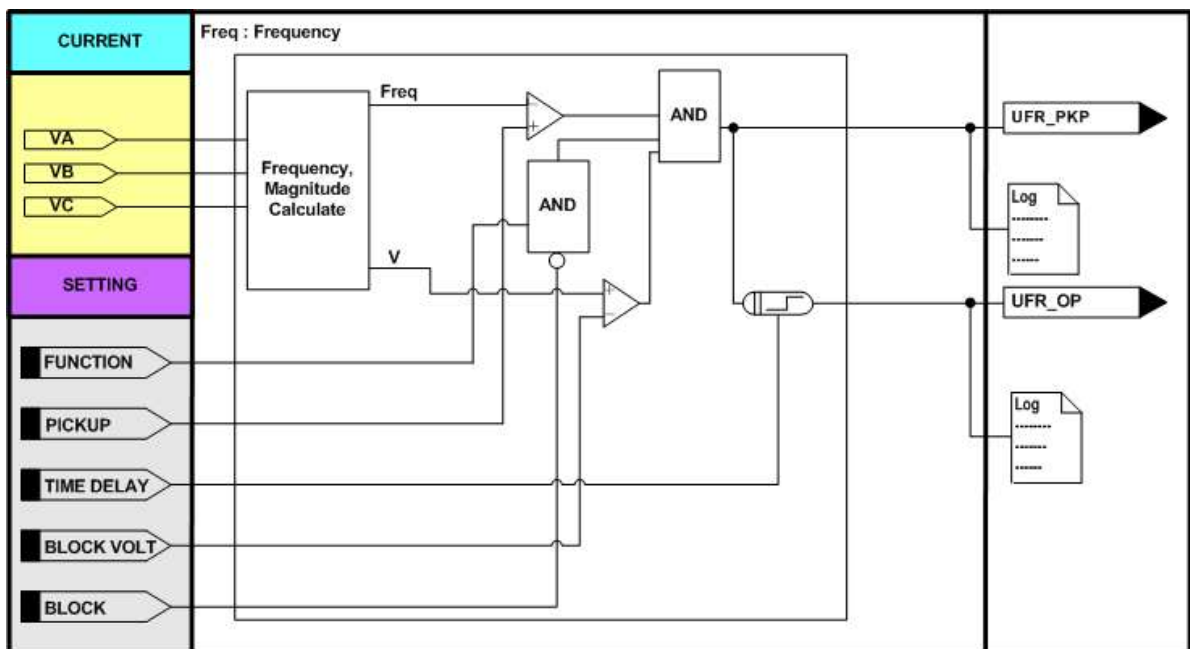 CURRENT
Freq : Frequency
VA
VB
VC
SETTING
FUNCTION
PICKUP
TIME DELAY
BLOCK VOLT
BLOCK
Frequency,
Magnitude
Calculate
Freq
V
AND
AND
UFR_PKP
Log
UFR_OP
Log